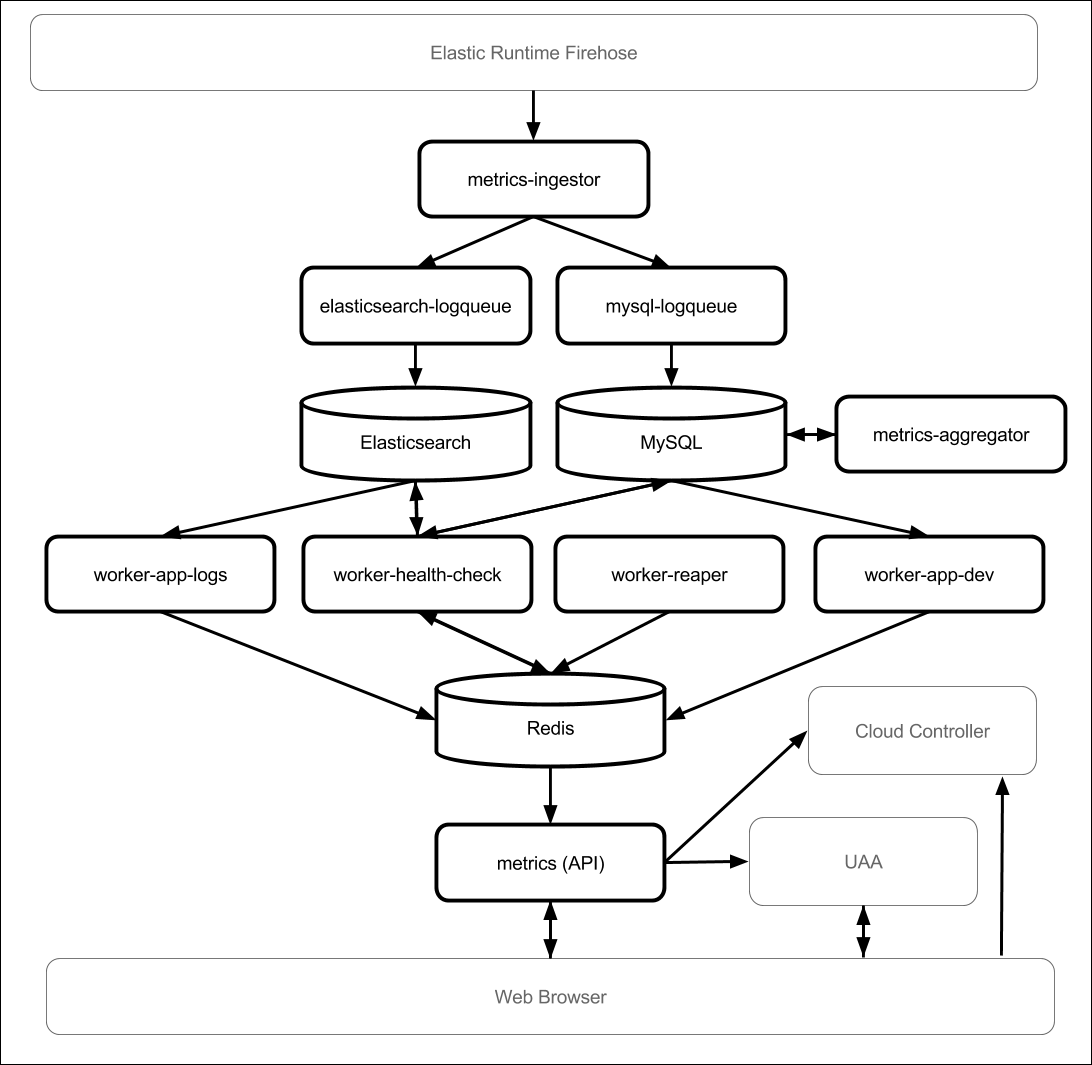 Elastic Runtime Firehose
metrics-ingestor
elasticsearch-logqueue
mysql-logqueue
Elasticsearch
MySQL
metrics-aggregator
worker-app-logs
worker-health-check
worker-reaper
worker-app-dev
Redis
Cloud Controller
metrics (API)
UAA
Web Browser